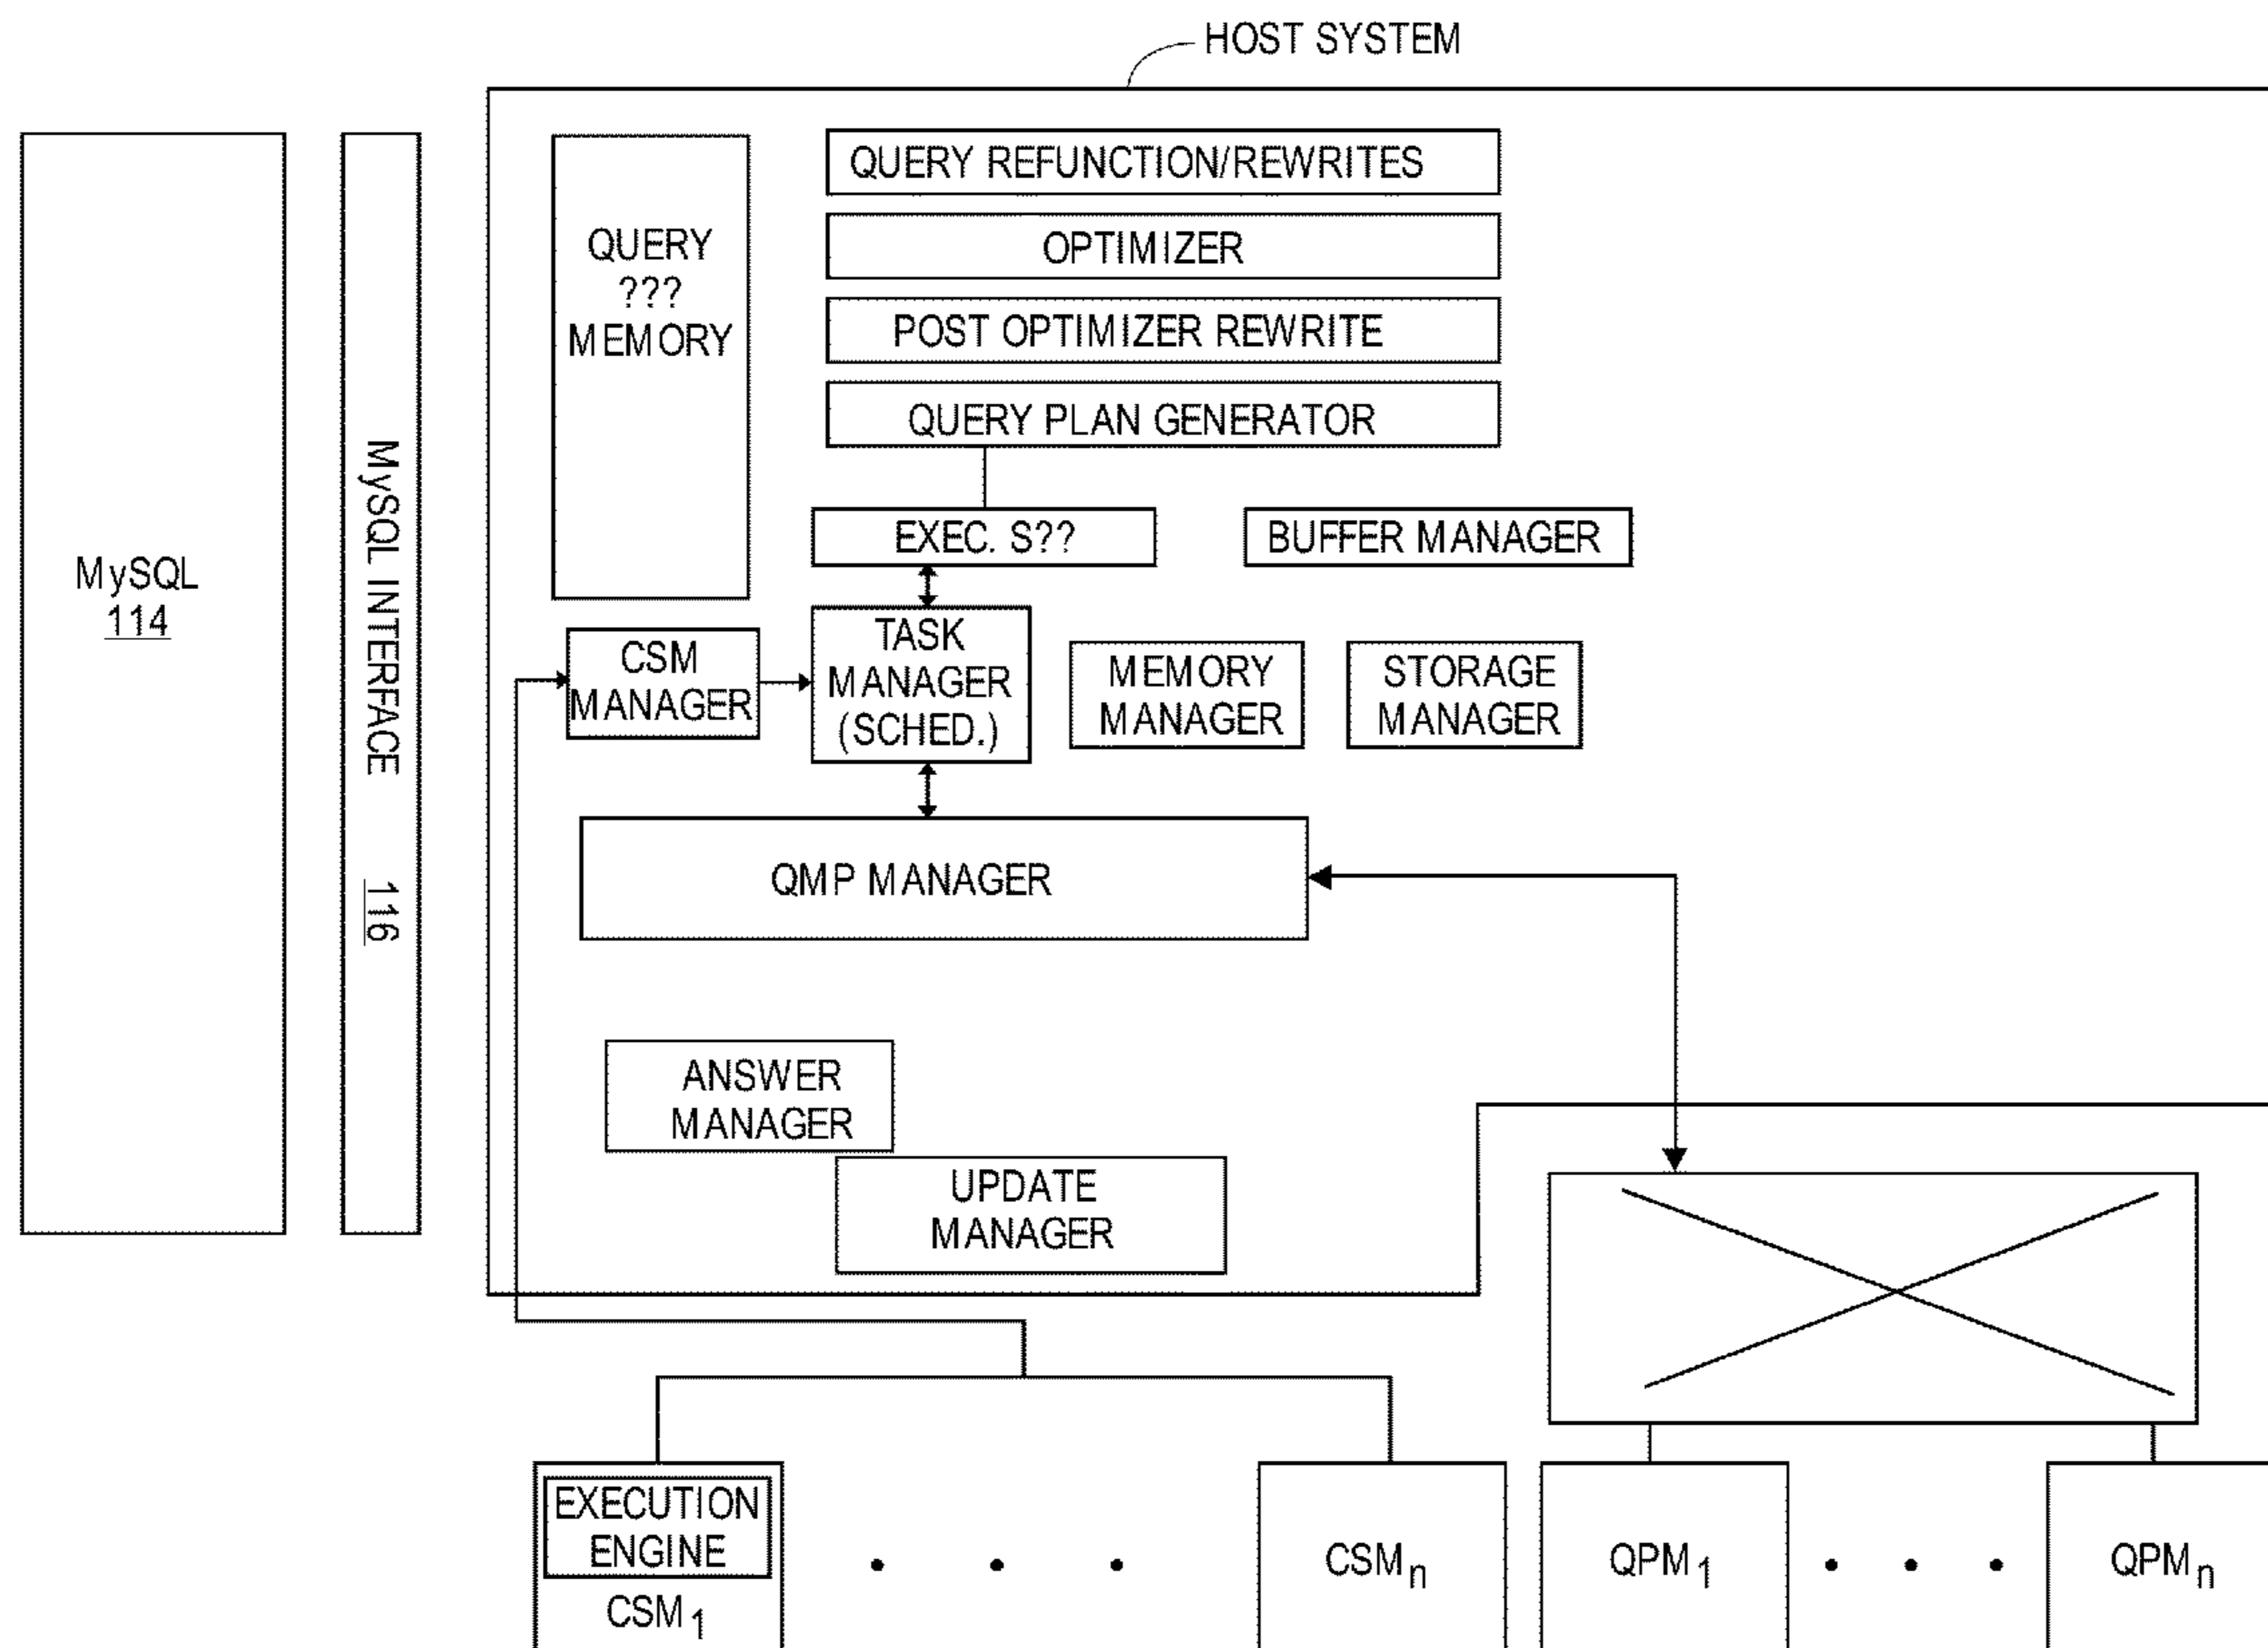 HOST SYSTEM
MySQL
114
MySQL INTERFACE 116
QUERY
???
MEMORY
QUERY REFUNCTION/REWRITES
OPTIMIZER
POST OPTIMIZER REWRITE
QUERY PLAN GENERATOR
EXEC. S??
BUFFER MANAGER
CSM
MANAGER
TASK
MANAGER
(SCHED.)
MEMORY
MANAGER
STORAGE
MANAGER
QMP MANAGER
ANSWER
MANAGER
UPDATE
MANAGER
EXECUTION
ENGINE
CSM1
CSMn
QPM1
QPMn